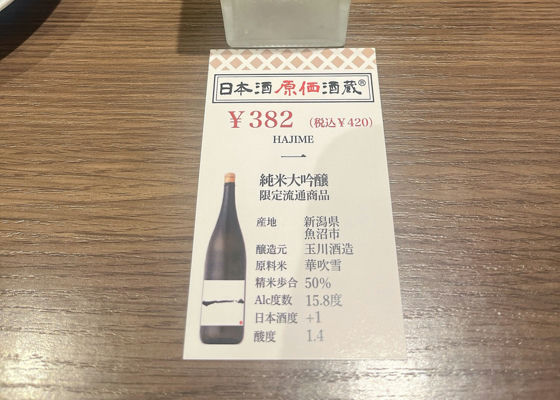 日本酒原価酒蔵®
￥382 (税込￥420)
HAJIME
一
純米大吟醸
限定流通商品
産地 新潟県
魚沼市
醸造元 玉川酒造
原料米 華吹雪
精米歩合 50%
Alc度数 15.8度
日本酒度 +1
酸度 1.4